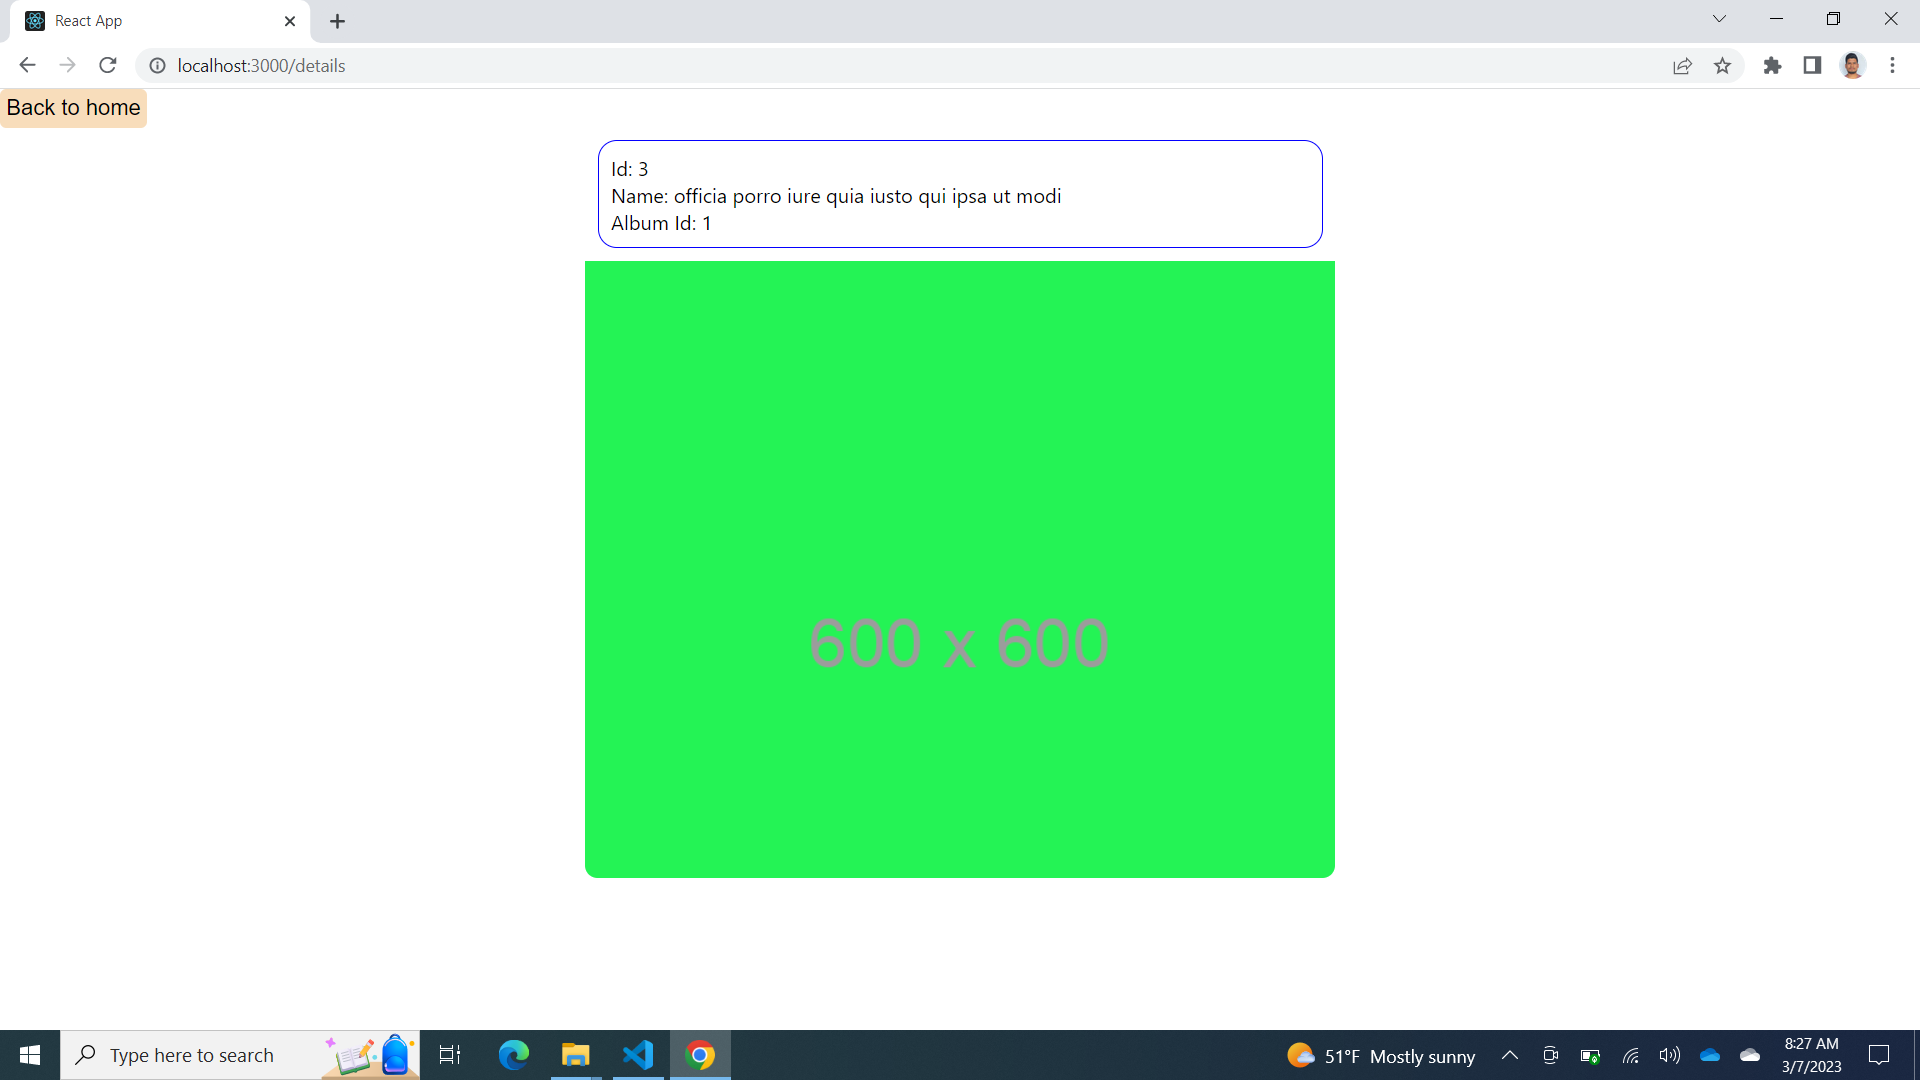 React App
localhost:3000/details
Back to home
Id: 3
Name: officia porro iure quia iusto qui ipsa ut modi
Album Id: 1
600 x 600
Type here to search
51°F Mostly sunny
8:27 AM
3/7/2023